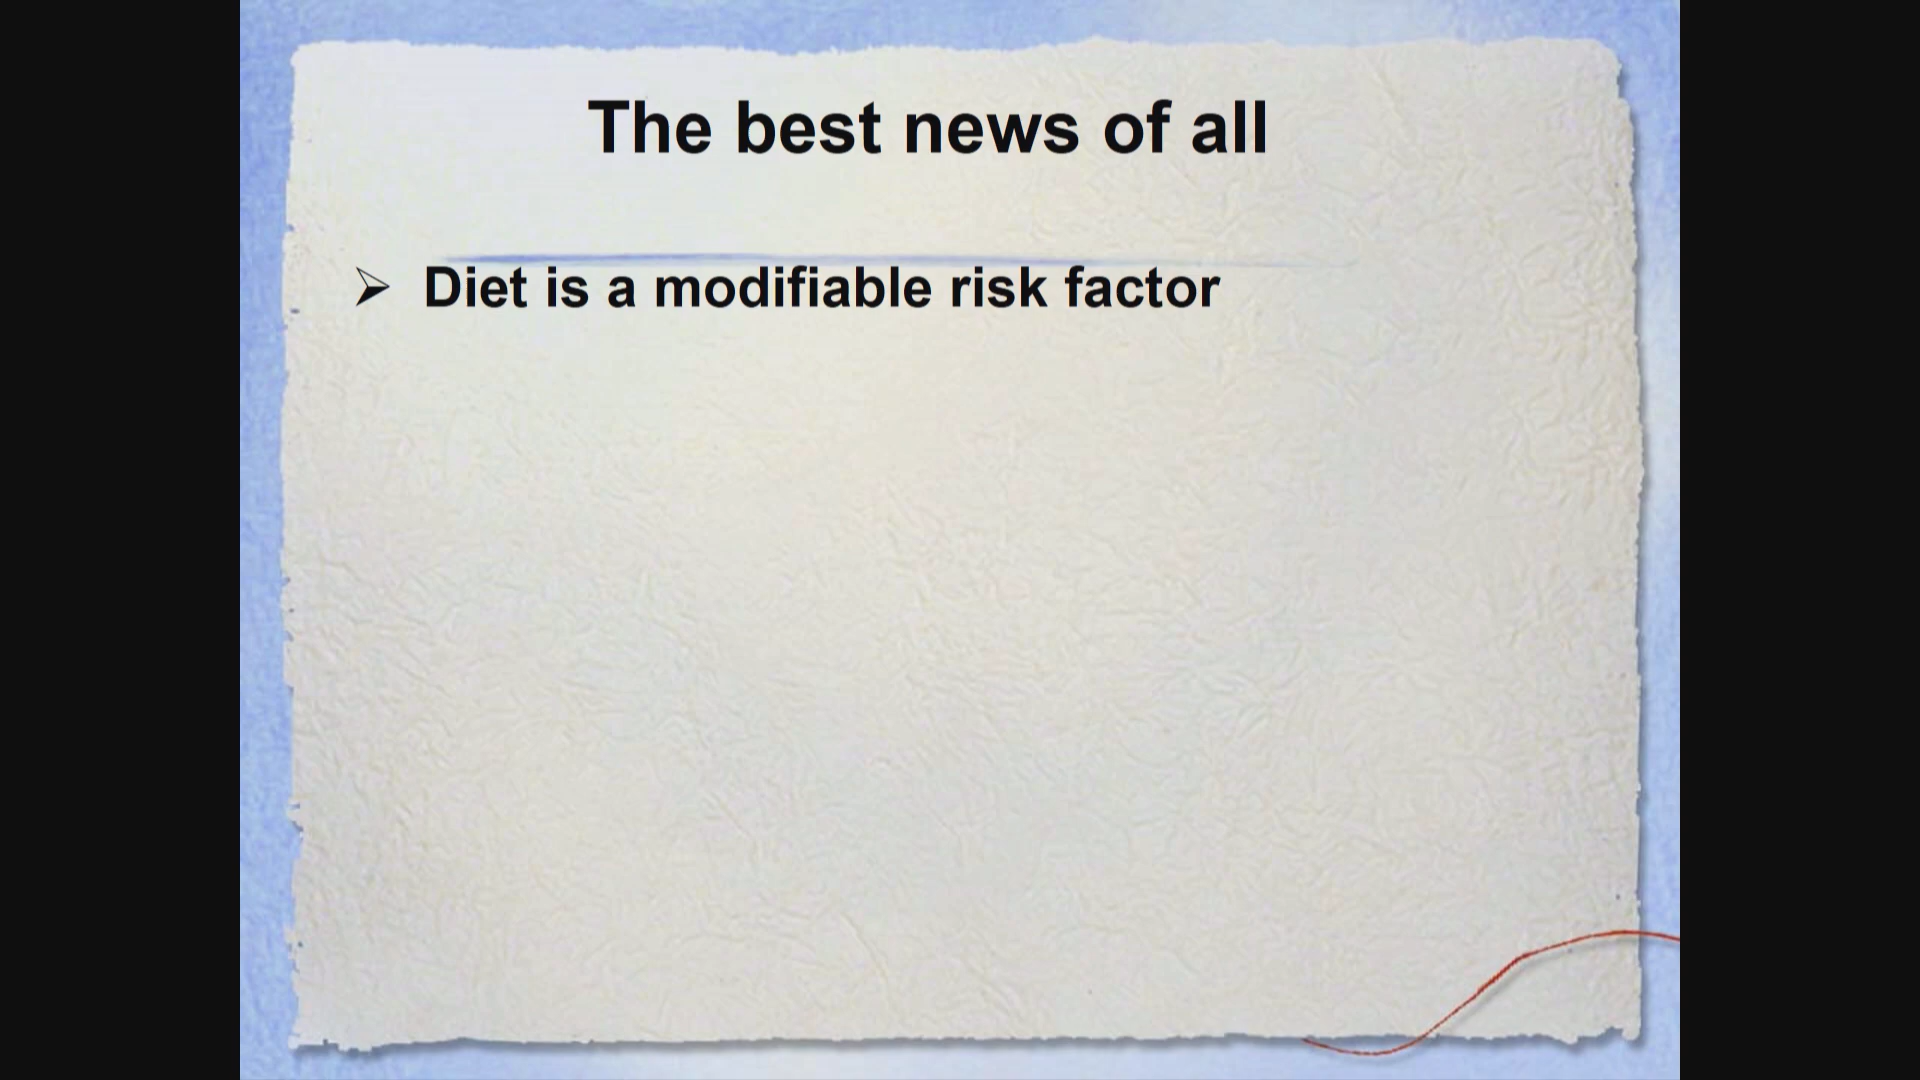 The best news of all
➢ Diet is a modifiable risk factor